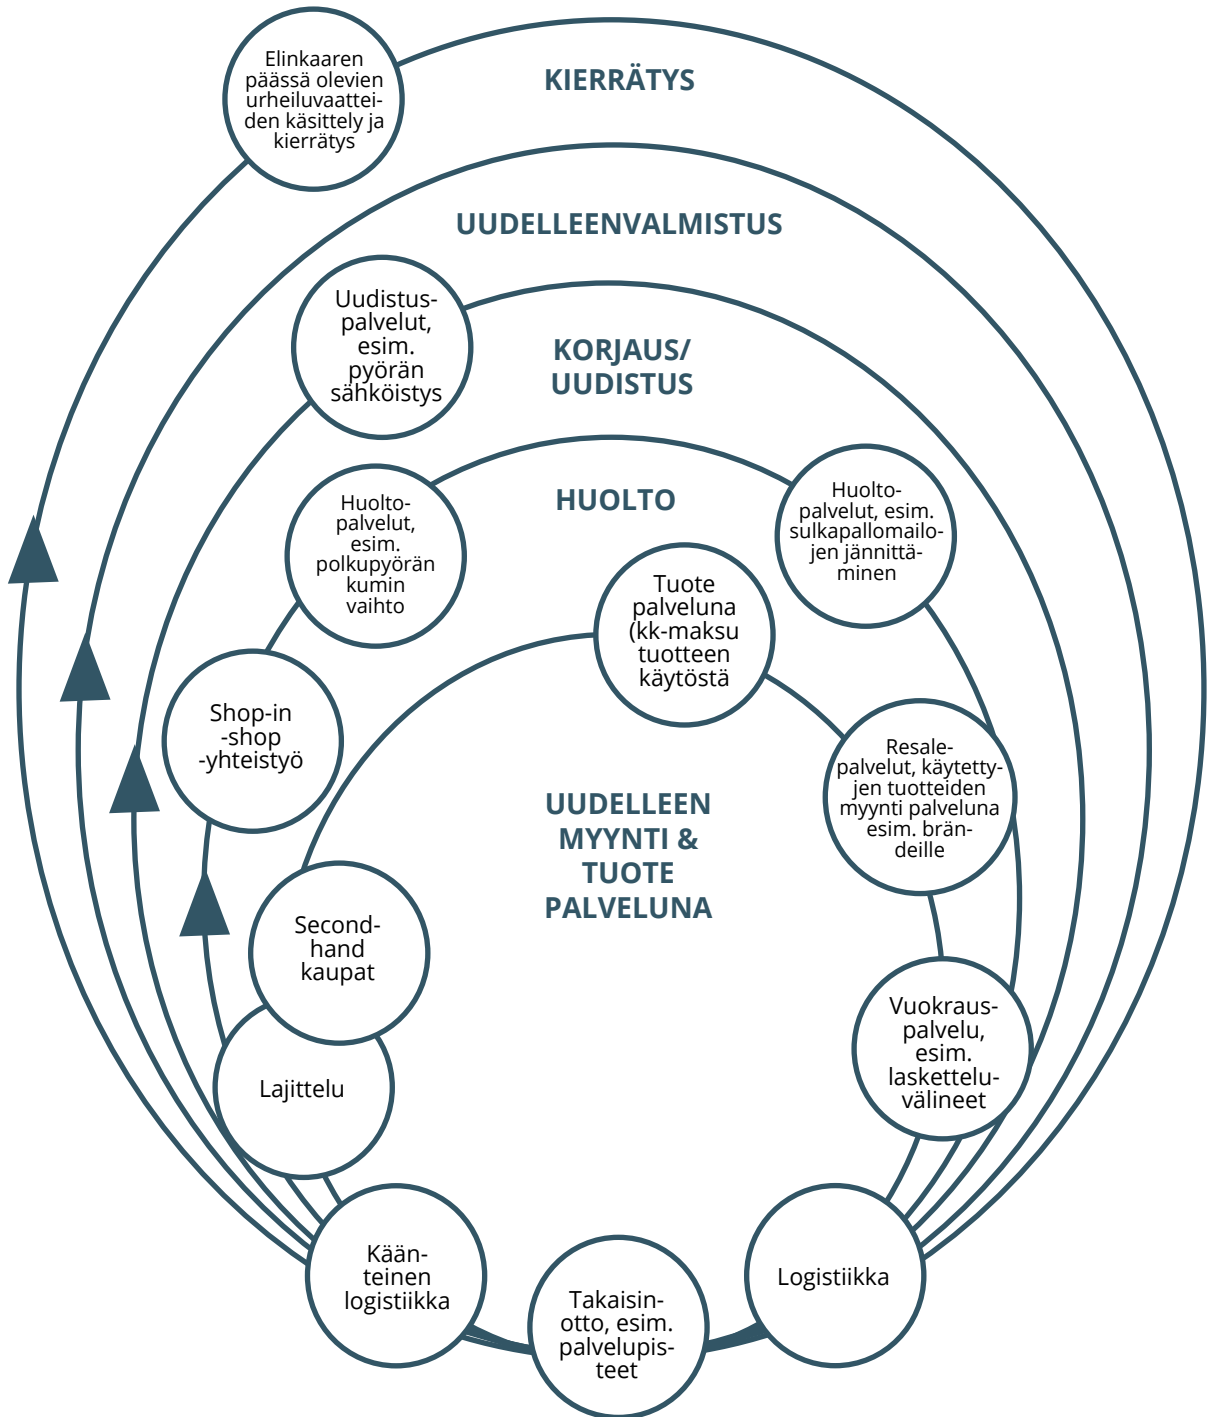 Elinkaaren
päässä olevien
urheiluvaattei-
den käsittely ja
kierrätys
KIERRÄTYS
UUDELLEENVALMISTUS
Uudistus-
palvelut,
esim.
pyörän
sähköistys
KORJAUS/
UUDISTUS
Huolto-
palvelut,
esim.
polkupyörän
kumin
vaihto
HUOLTO
Huolto-
palvelut, esim.
sulkapallomailo-
jen jännittä-
minen
Tuote
palveluna
(kk-maksu
tuotteen
käytöstä
Shop-in
-shop
-yhteistyö
Resale-
palvelut, käytetty-
jen tuotteiden
myynti palveluna
esim. brän-
deille
UUDELLEEN
MYYNTI &
TUOTE
PALVELUNA
Second-
hand
kaupat
Vuokraus-
palvelu,
esim.
laskettelu-
välineet
Lajittelu
Kään-
teinen
logistiikka
Takaisin-
otto, esim.
palvelupis-
teet
Logistiikka